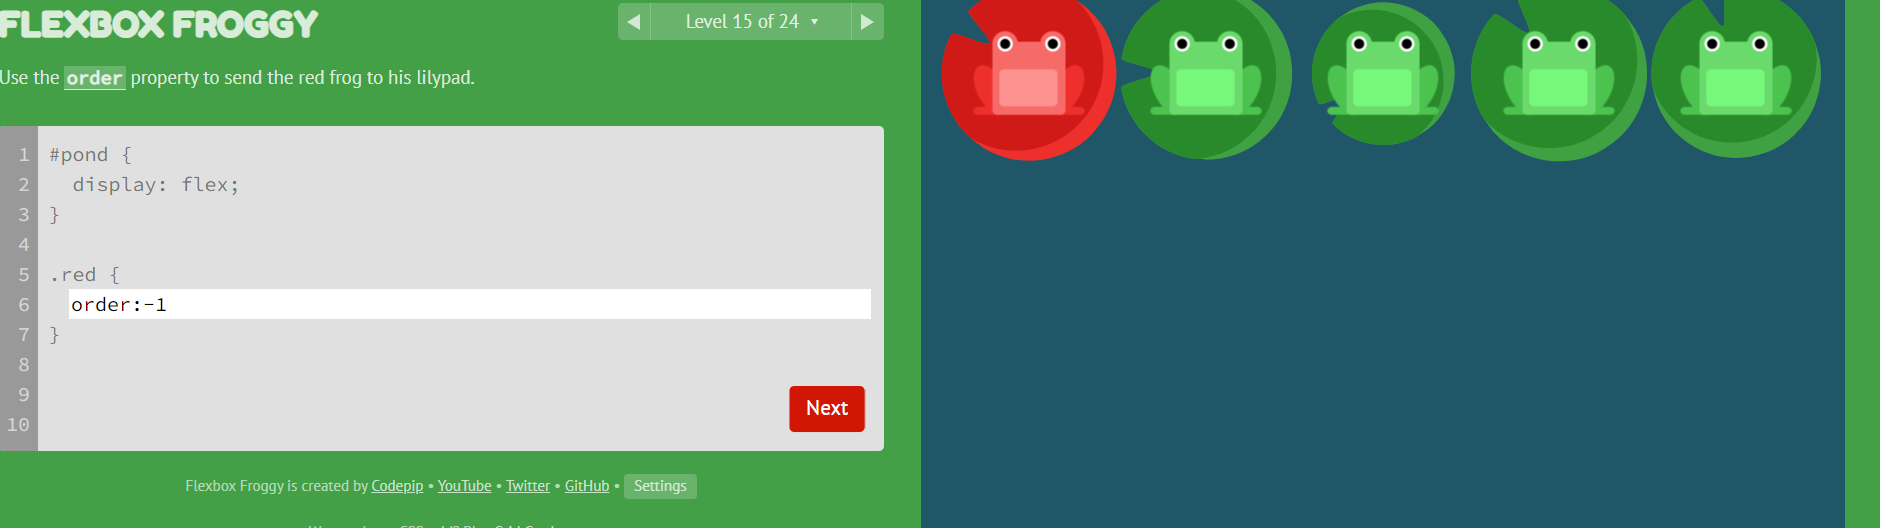 FLEXBOX FROGGY
Level 15 of 24
Use the order property to send the red frog to his lilypad.
1 #pond {
2 display: flex;
3 }
4
5 .red {
6 order:-1
7 }
8
9
10
Next
Flexbox Froggy is created by Codepip • YouTube • Twitter • GitHub • Settings